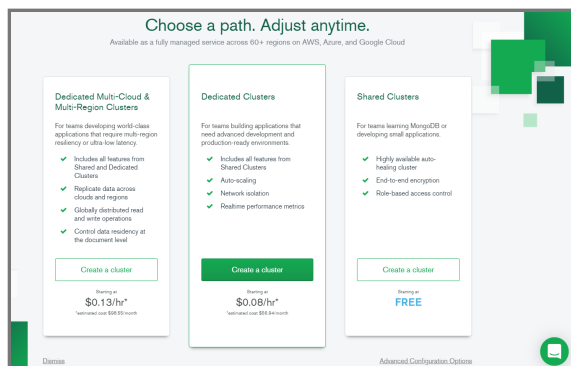 Choose a path. Adjust anytime.
Available as a fully managed service across 60+ regions on AWS, Azure, and Google Cloud
Dedicated Multi-Cloud &
Multi-Region Clusters
For teams developing world-class
applications that require multi-region
resiliency or ultra-low latency.
Includes all features from
Shared and Dedicated
Clusters
Replicate data across
clouds and regions
Globally distributed read
and write operations
Control data residency at
the document level
Create a cluster
Starting at
$0.13/hr*
*estimated cost $98.55/month
Dedicated Clusters
For teams building applications that
need advanced development and
production-ready environments.
Includes all features from
Shared Clusters
Auto-scaling
Network isolation
Realtime performance metrics
Create a cluster
Starting at
$0.08/hr*
*estimated cost $56.94/month
Shared Clusters
For teams learning MongoDB or
developing small applications.
Highly available auto-
healing cluster
End-to-end encryption
Role-based access control
Create a cluster
Starting at
FREE
Dismiss
Advanced Configuration Options